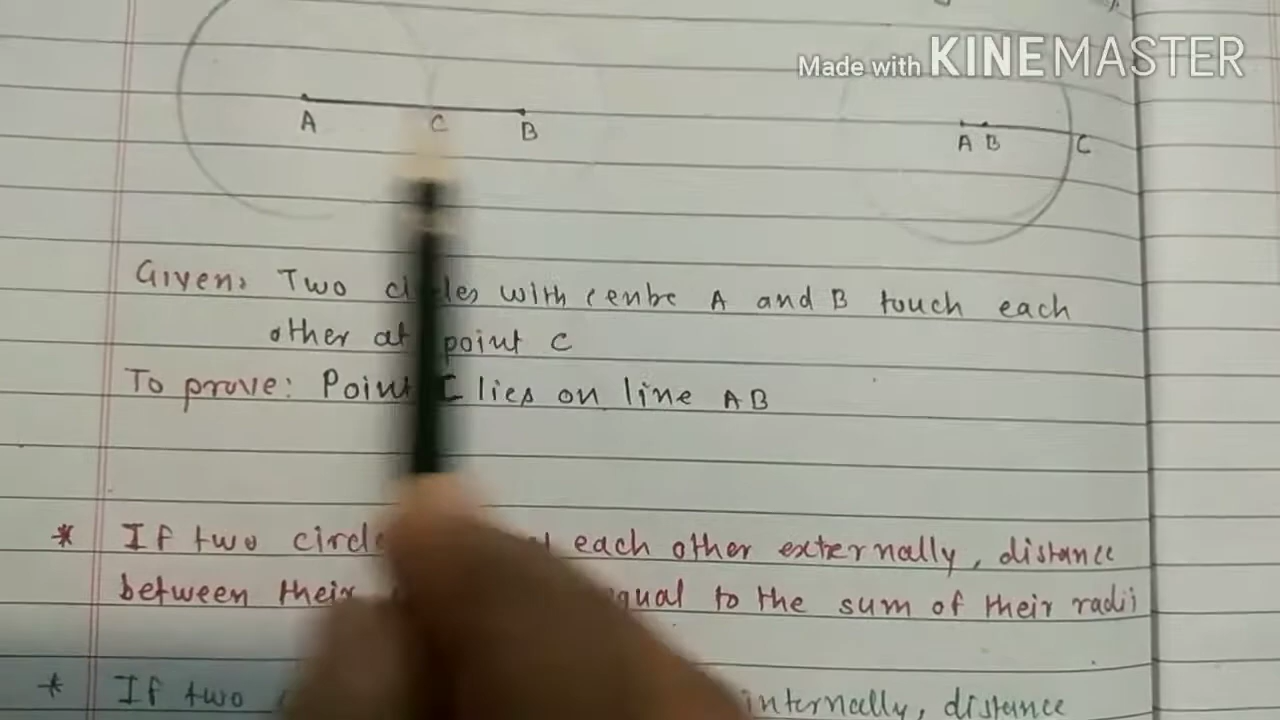 Made with KINEMASTER
A C B
A B C
Given: Two circles with centre A and B touch each
other at point C
To prove: Point C lies on line AB
* If two circle each other externally, distance
between their equal to the sum of their radii
* If two internally, distance